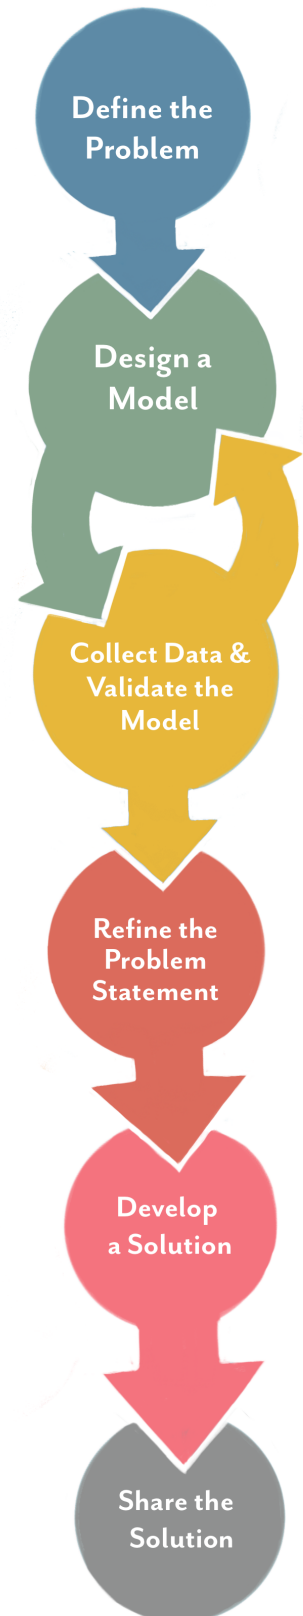 Define the
Problem
Design a
Model
Collect Data &
Validate the
Model
Refine the
Problem
Statement
Develop
a Solution
Share the
Solution